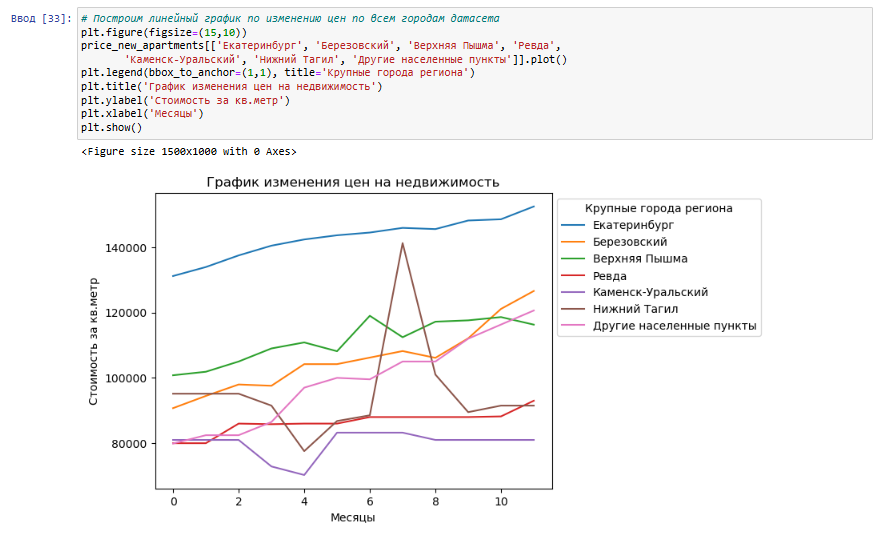 Ввод [33]: # Построим линейный график по изменению цен по всем городам датасета
plt.figure(figsize=(15,10))
price_new_apartments[['Екатеринбург', 'Березовский', 'Верхняя Пышма', 'Ревда',
'Каменск-Уральский', 'Нижний Тагил', 'Другие населенные пункты']].plot()
plt.legend(bbox_to_anchor=(1,1), title='Крупные города региона')
plt.title('График изменения цен на недвижимость')
plt.ylabel('Стоимость за кв.метр')
plt.xlabel('Месяцы')
plt.show()
<Figure size 1500x1000 with 0 Axes>
График изменения цен на недвижимость
Стоимость за кв.метр
140000
120000
100000
80000
0 2 4 6 8 10
Месяцы
Крупные города региона
Екатеринбург
Березовский
Верхняя Пышма
Ревда
Каменск-Уральский
Нижний Тагил
Другие населенные пункты